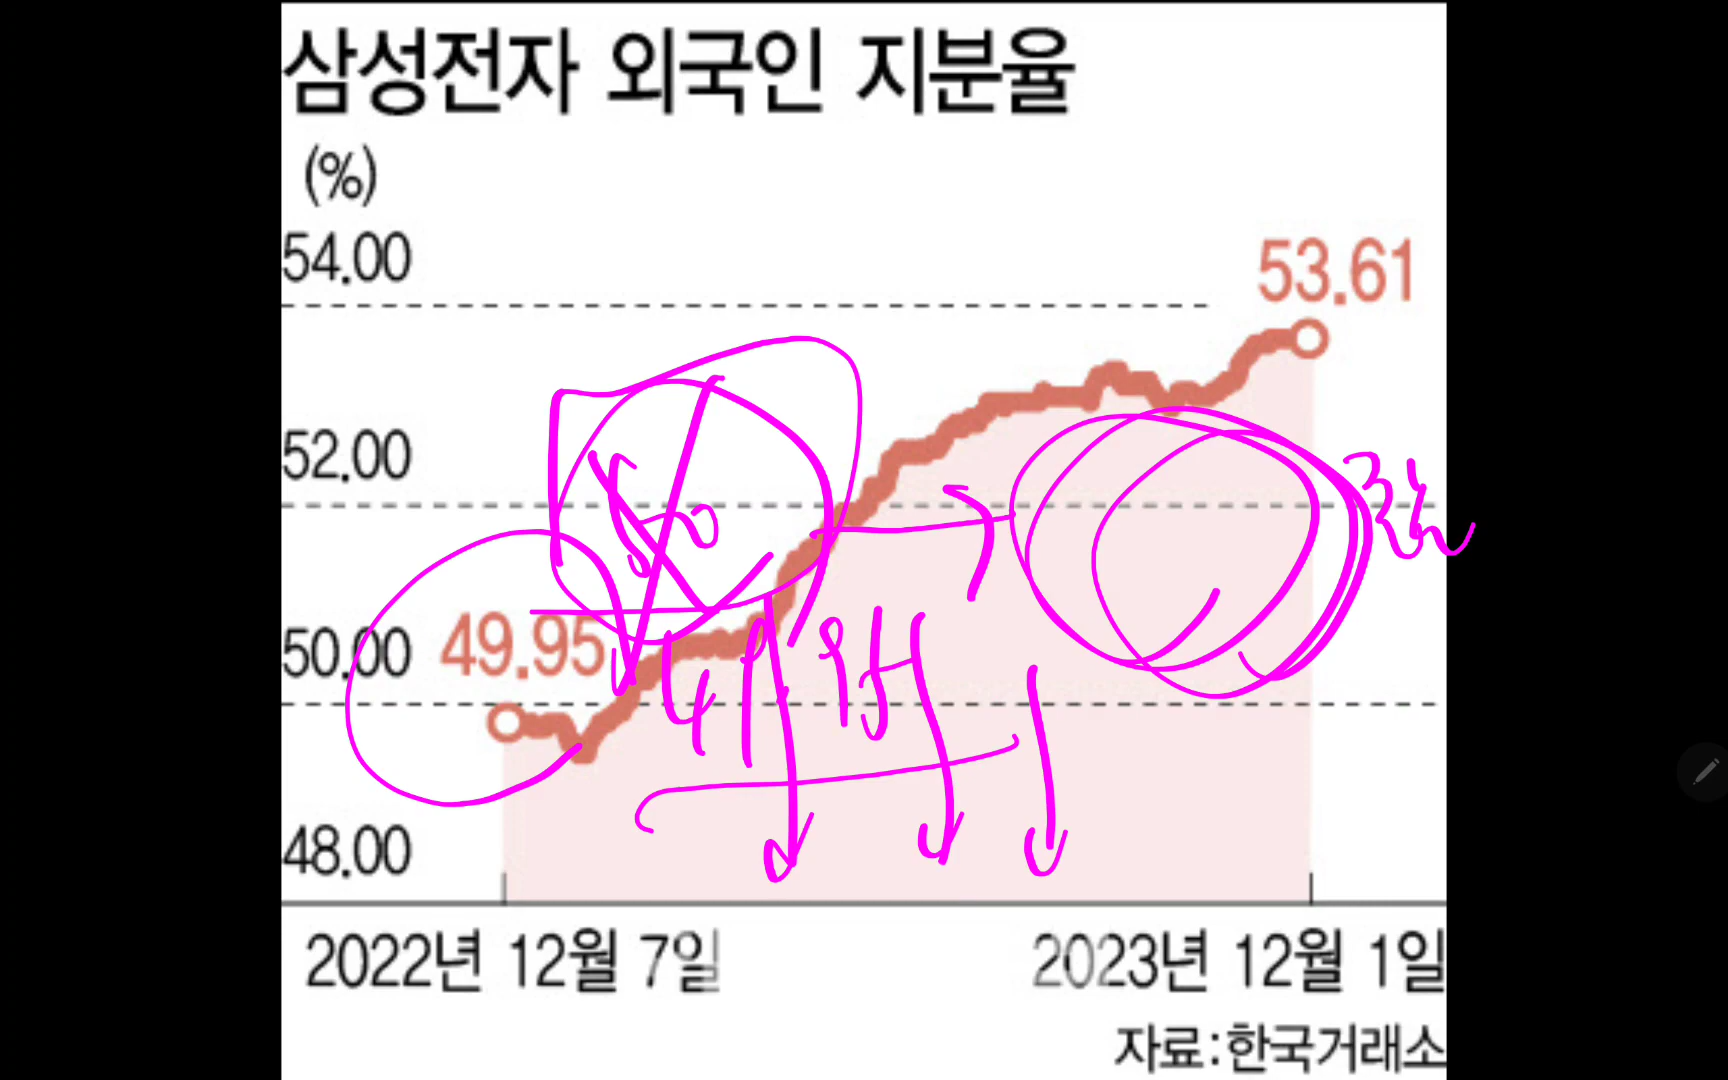 삼성전자 외국인 지분율
(%)
54.00
53.61
52.00
50.00
49.95
48.00
2022년 12월 7일
2023년 12월 1일
자료:한국거래소